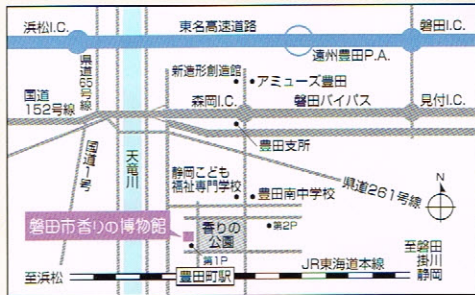 浜松I.C.
東名高速道路
磐田I.C.
遠州豊田P.A.
県道65号線
新造形創造館
アミューズ豊田
国道
152号線
森岡I.C.
磐田バイパス
見付I.C.
豊田支所
国道1号
天竜川
静岡こども
福祉専門学校
豊田南中学校
県道261号線
N
磐田市香りの博物館
香りの
公園
第2P
第1P
至浜松
豊田町駅
JR東海道本線
至磐田
掛川
静岡